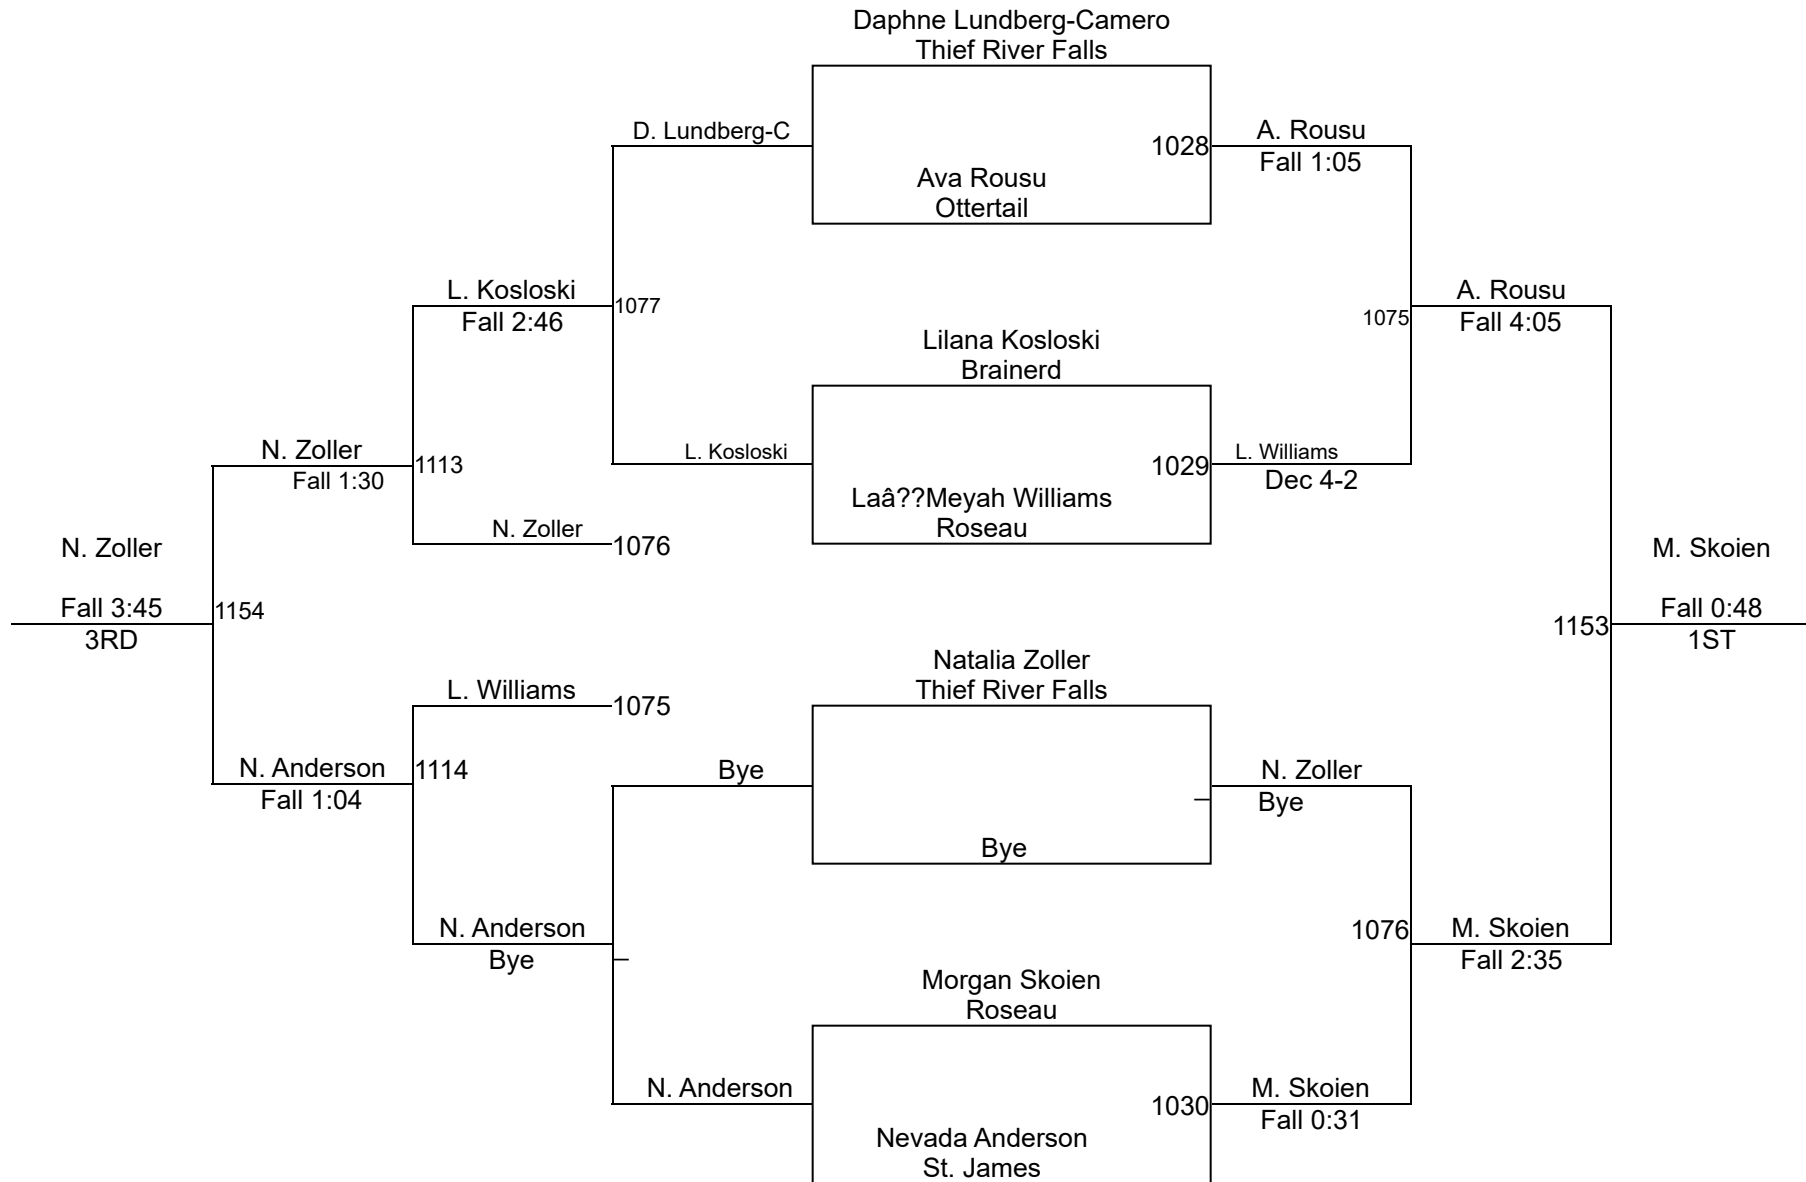 Daphne Lundberg-Camero
Thief River Falls
D. Lundberg-C
1028
A. Rousu
Fall 1:05
Ava Rousu
Ottertail
L. Kosloski
Fall 2:46
1077
1075
A. Rousu
Fall 4:05
Lilana Kosloski
Brainerd
N. Zoller
Fall 1:30
1113
L. Kosloski
1029
L. Williams
Dec 4-2
Laâ??Meyah Williams
Roseau
N. Zoller
1076
N. Zoller
Fall 3:45
3RD
1154
M. Skoien
Fall 0:48
1ST
1153
Natalia Zoller
Thief River Falls
L. Williams
1075
N. Anderson
Fall 1:04
1114
Bye
N. Zoller
Bye
Bye
N. Anderson
Bye
1076
M. Skoien
Fall 2:35
Morgan Skoien
Roseau
N. Anderson
1030
M. Skoien
Fall 0:31
Nevada Anderson
St. James